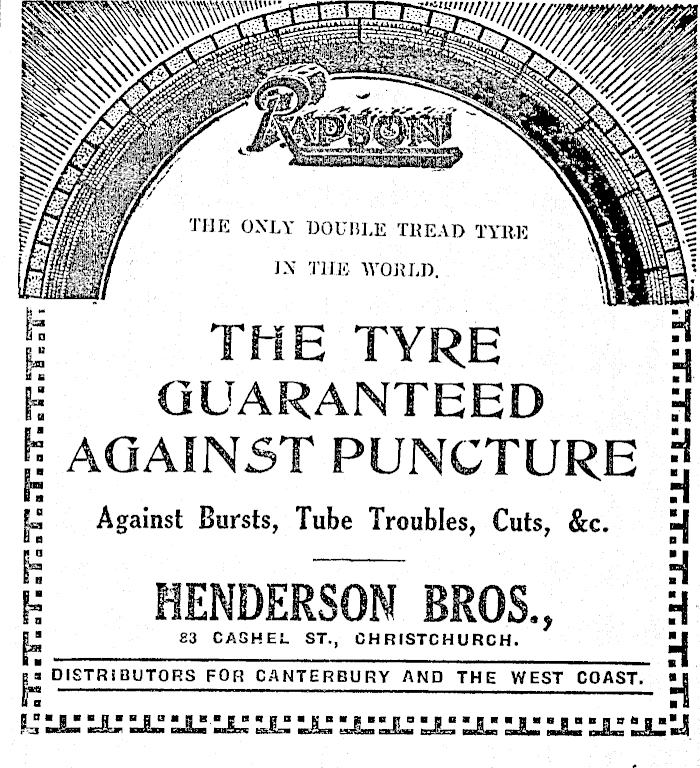 RAPSON
THE ONLY DOUBLE TREAD TYRE
IN THE WORLD.
THE TYRE
GUARANTEED
AGAINST PUNCTURE
Against Bursts, Tube Troubles, Cuts, &c.
HENDERSON BROS.,
83 CASHEL ST., CHRISTCHURCH.
DISTRIBUTORS FOR CANTERBURY AND THE WEST COAST.